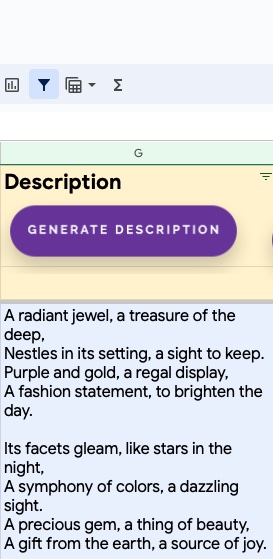 G
Description
GENERATE DESCRIPTION
A radiant jewel, a treasure of the
deep,
Nestles in its setting, a sight to keep.
Purple and gold, a regal display,
A fashion statement, to brighten the
day.
Its facets gleam, like stars in the
night,
A symphony of colors, a dazzling
sight.
A precious gem, a thing of beauty,
A gift from the earth, a source of joy.